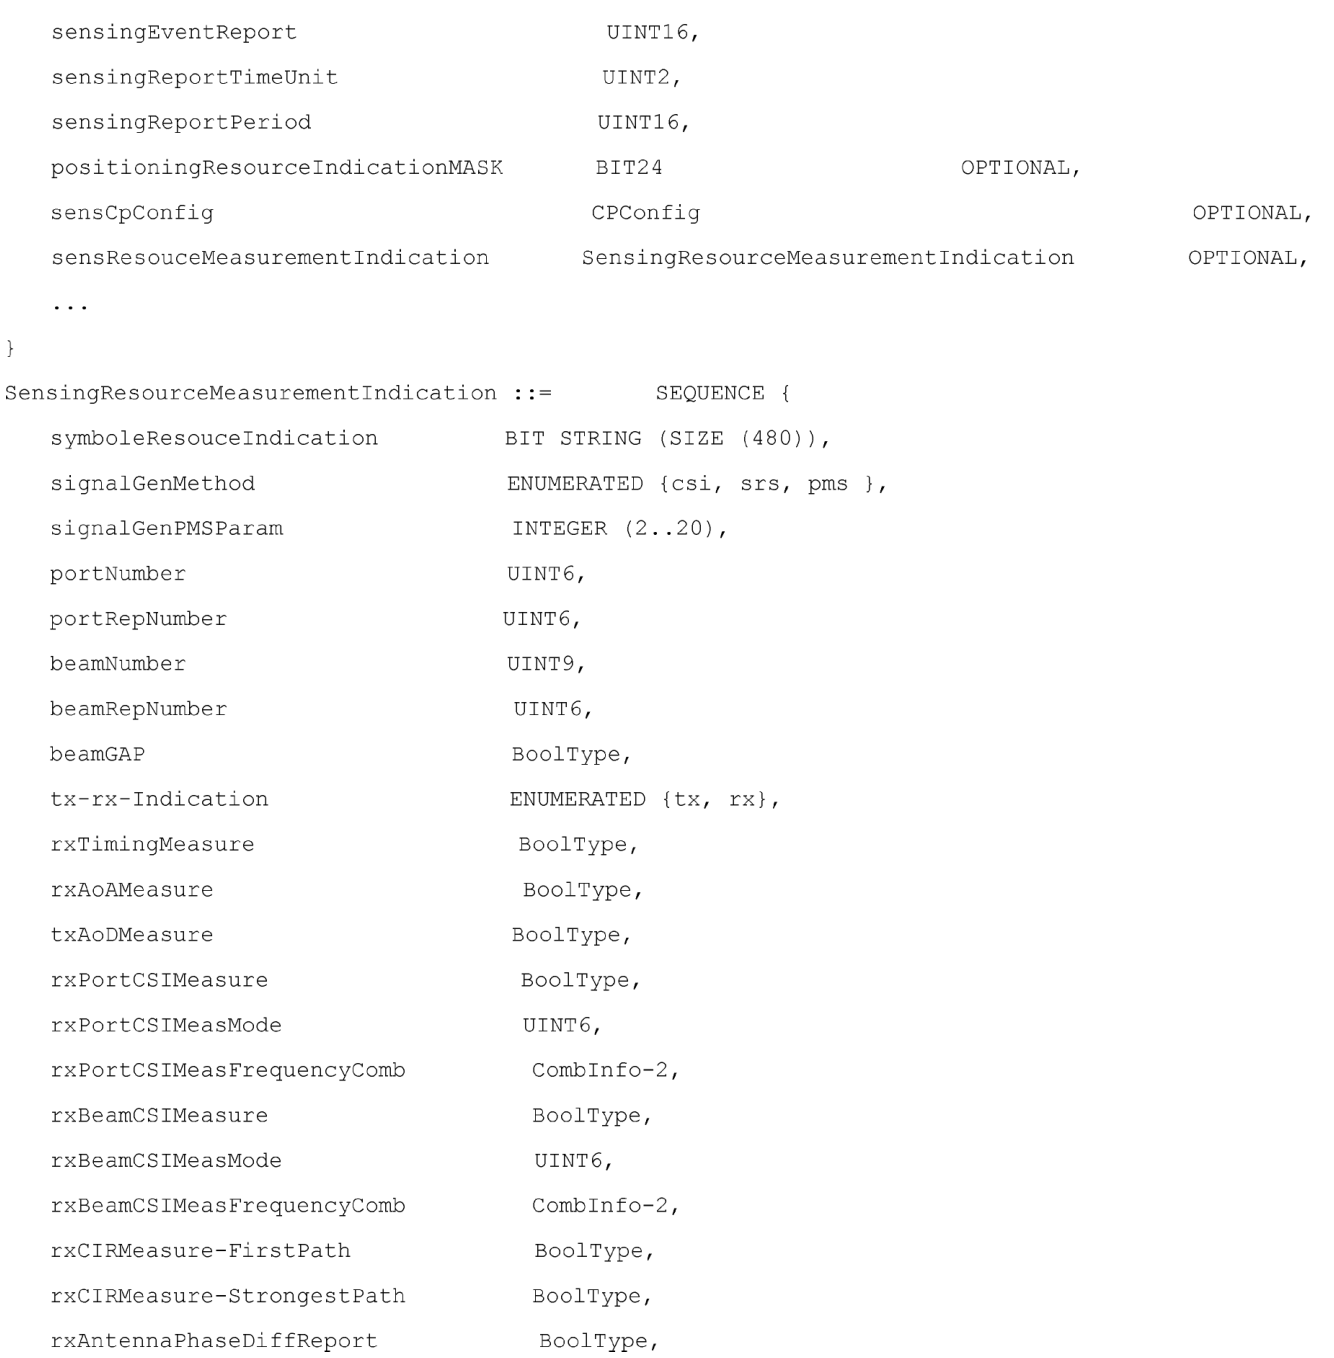 sensingEventReport UINT16,
sensingReportTimeUnit UINT2,
sensingReportPeriod UINT16,
positioningResourceIndicationMASK BIT24 OPTIONAL,
sensCpConfig CPConfig OPTIONAL,
sensResouceMeasurementIndication SensingResourceMeasurementIndication OPTIONAL,
...
}
SensingResourceMeasurementIndication ::= SEQUENCE {
symboleResouceIndication BIT STRING (SIZE (480)),
signalGenMethod ENUMERATED {csi, srs, pms },
signalGenPMSParam INTEGER (2..20),
portNumber UINT6,
portRepNumber UINT6,
beamNumber UINT9,
beamRepNumber UINT6,
beamGAP BoolType,
tx-rx-Indication ENUMERATED {tx, rx},
rxTimingMeasure BoolType,
rxAoAMeasure BoolType,
txAoDMeasure BoolType,
rxPortCSIMeasure BoolType,
rxPortCSIMeasMode UINT6,
rxPortCSIMeasFrequencyComb CombInfo-2,
rxBeamCSIMeasure BoolType,
rxBeamCSIMeasMode UINT6,
rxBeamCSIMeasFrequencyComb CombInfo-2,
rxCIRMeasure-FirstPath BoolType,
rxCIRMeasure-StrongestPath BoolType,
rxAntennaPhaseDiffReport BoolType,